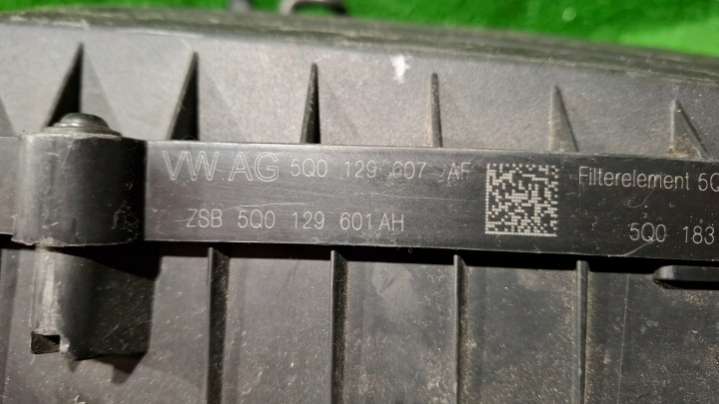 VW AG 5Q0 129 607 AF
ZSB 5Q0 129 601 AH
Filterelement 5Q
5Q0 183